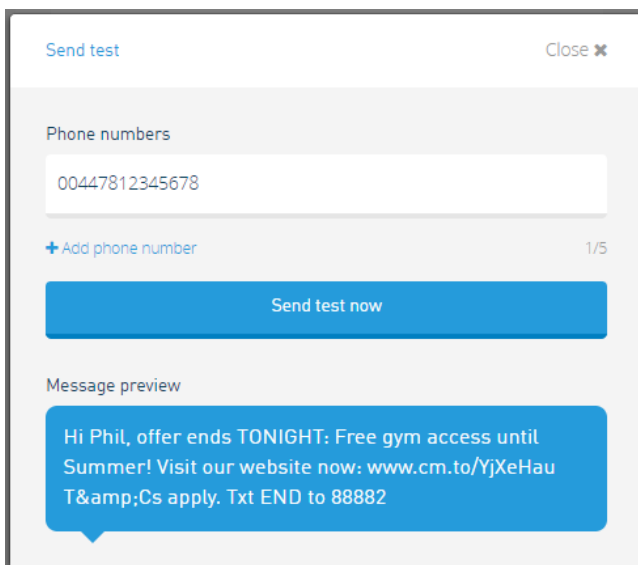 Send test
Close ✖
Phone numbers
00447812345678
+ Add phone number
1/5
Send test now
Message preview
Hi Phil, offer ends TONIGHT: Free gym access until
Summer! Visit our website now: www.cm.to/YjXeHau
T&amp;Cs apply. Txt END to 88882